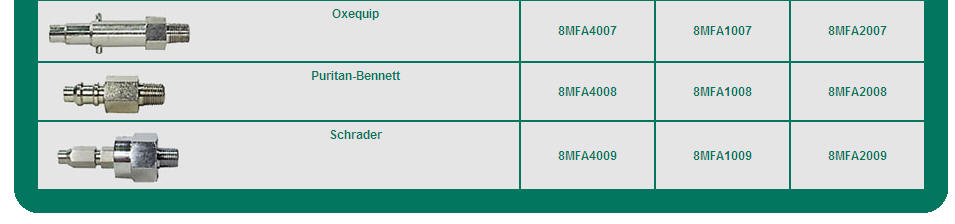 Oxequip
8MFA4007 8MFA1007 8MFA2007
Puritan-Bennett
8MFA4008 8MFA1008 8MFA2008
Schrader
8MFA4009 8MFA1009 8MFA2009